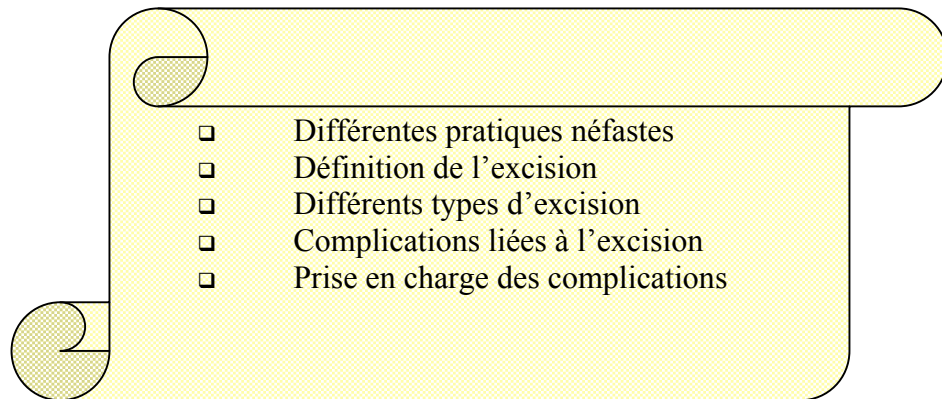 ❑ Différentes pratiques néfastes
❑ Définition de l’excision
❑ Différents types d’excision
❑ Complications liées à l’excision
❑ Prise en charge des complications